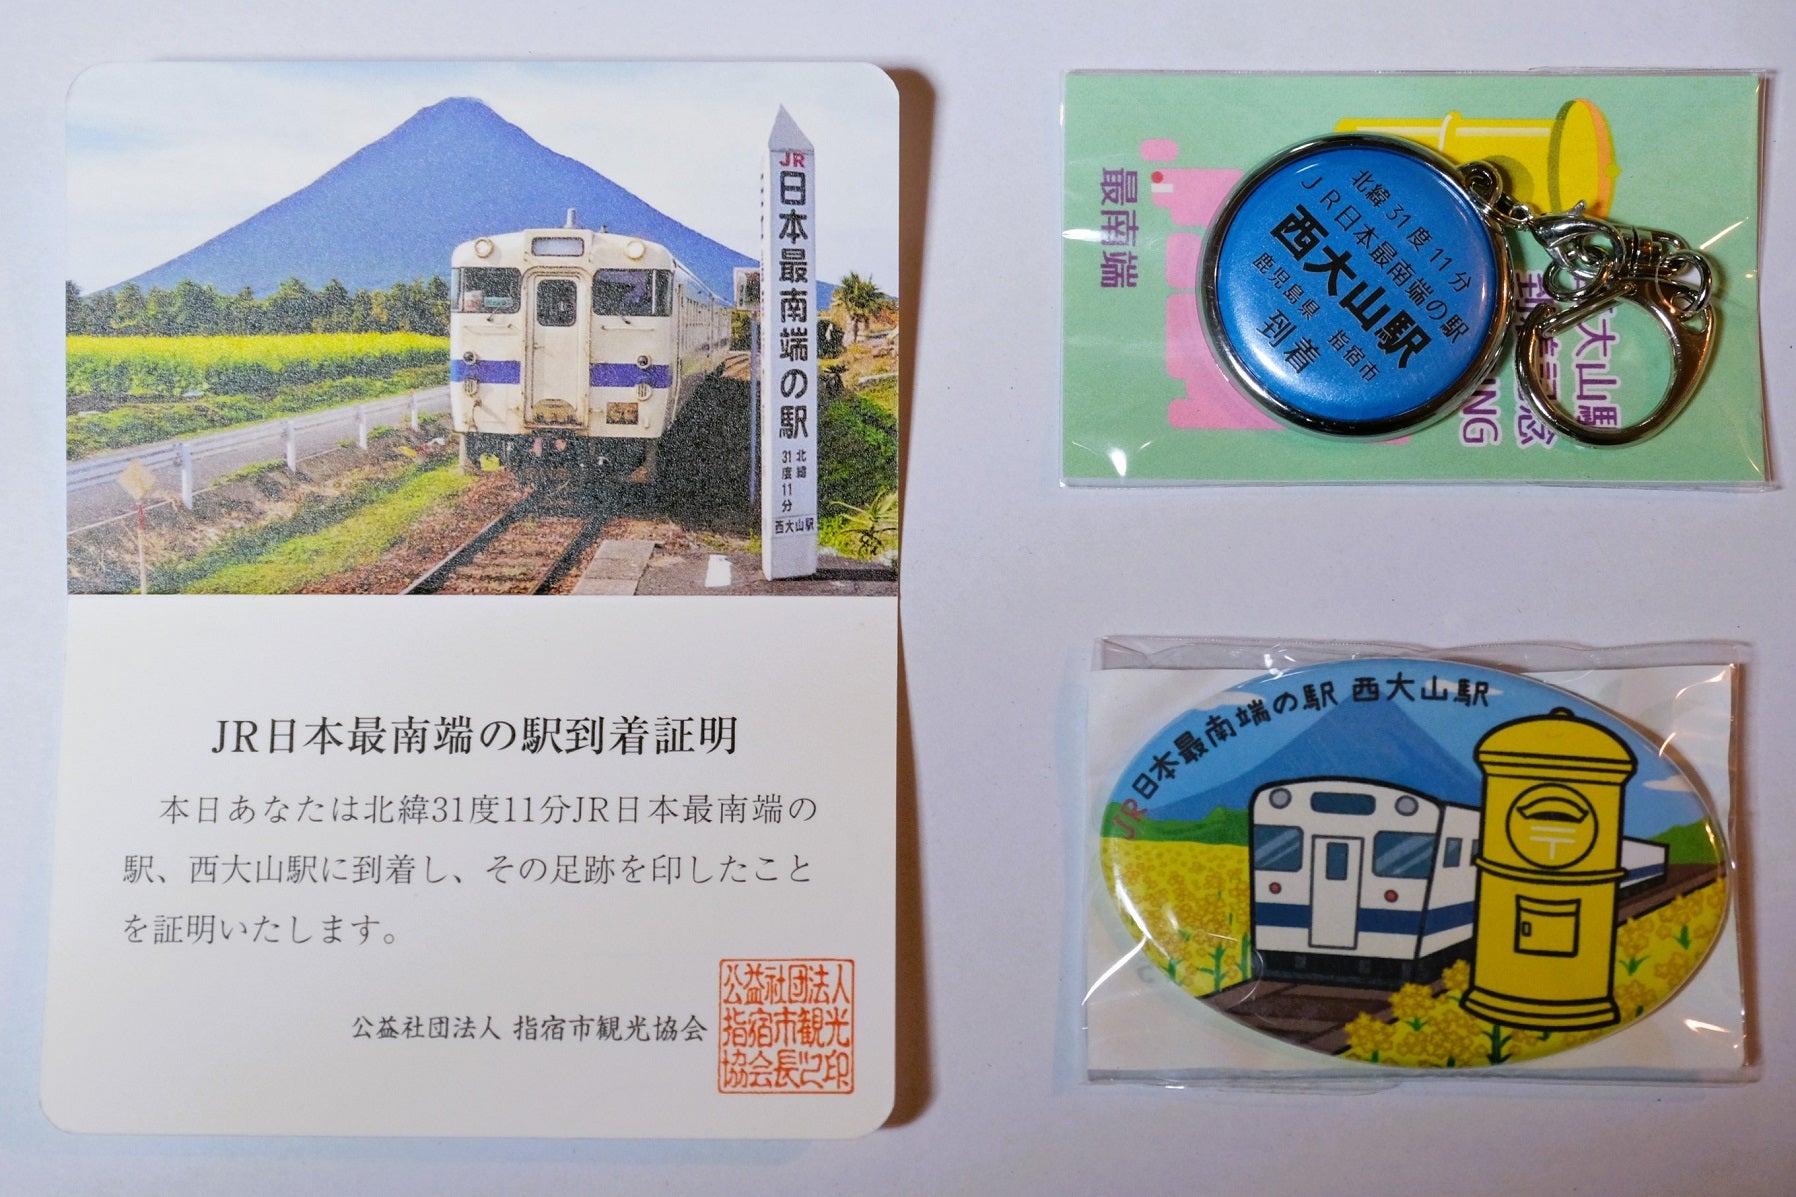 JR
日本最南端の駅
北緯
31度11分
西大山駅
JR日本最南端の駅到着証明
本日あなたは北緯31度11分JR日本最南端の
駅、西大山駅に到着し、その足跡を印したこと
を証明いたします。
公益社団法人 指宿市観光協会
公益社団法人
指宿市観光
協会長之印
最南端
北緯31度11分
JR日本最南端の駅
西大山駅
鹿児島県 指宿市
到着
大山駅
JR日本最南端の駅 西大山駅